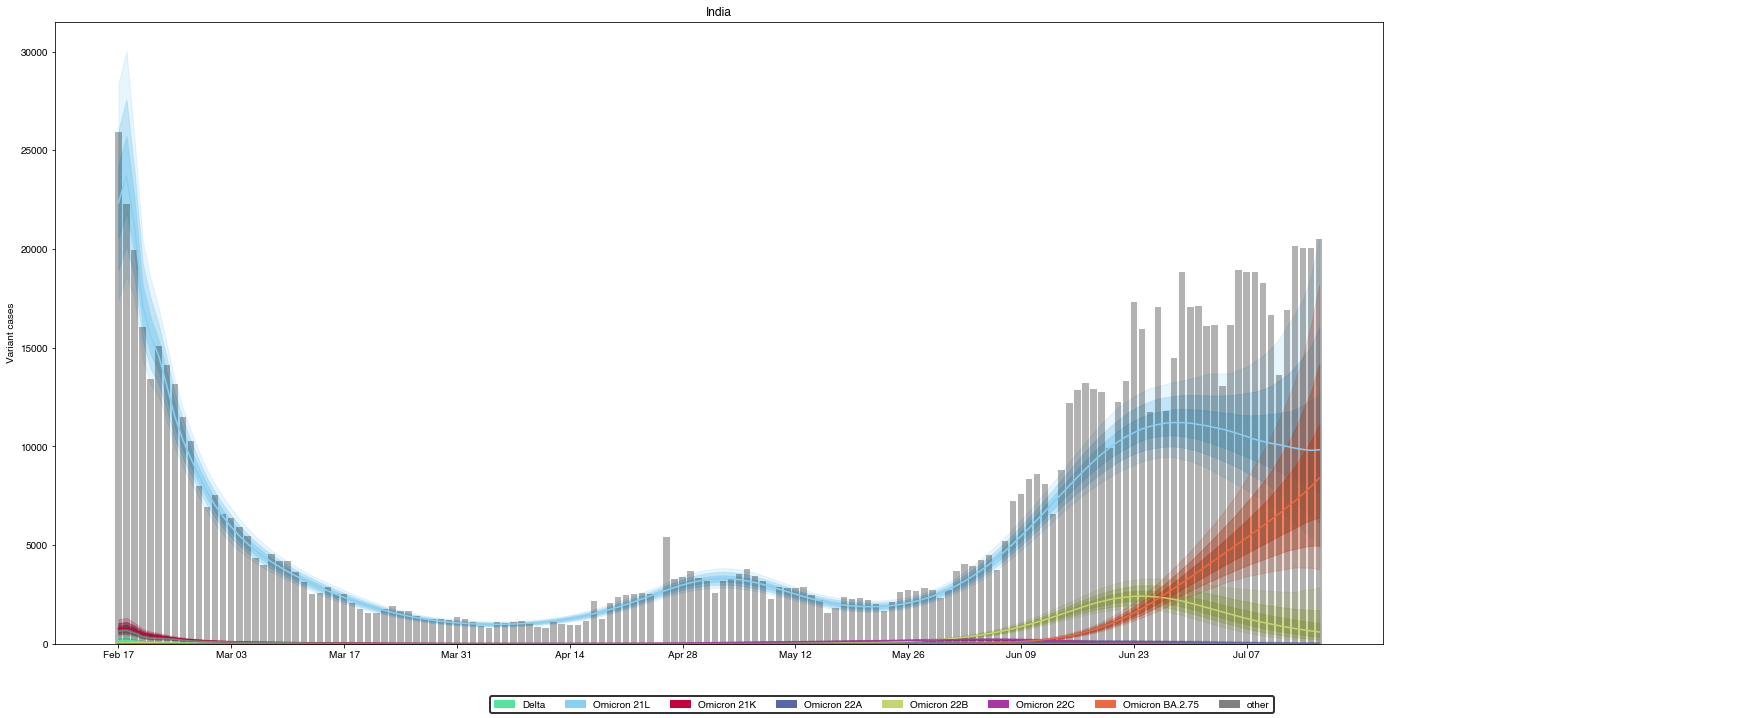 India
30000
25000
20000
15000
10000
5000
0
Variant cases
Feb 17 Mar 03 Mar 17 Mar 31 Apr 14 Apr 28 May 12 May 26 Jun 09 Jun 23 Jul 07
Delta Omicron 21L Omicron 21K Omicron 22A Omicron 22B Omicron 22C Omicron BA.2.75 other